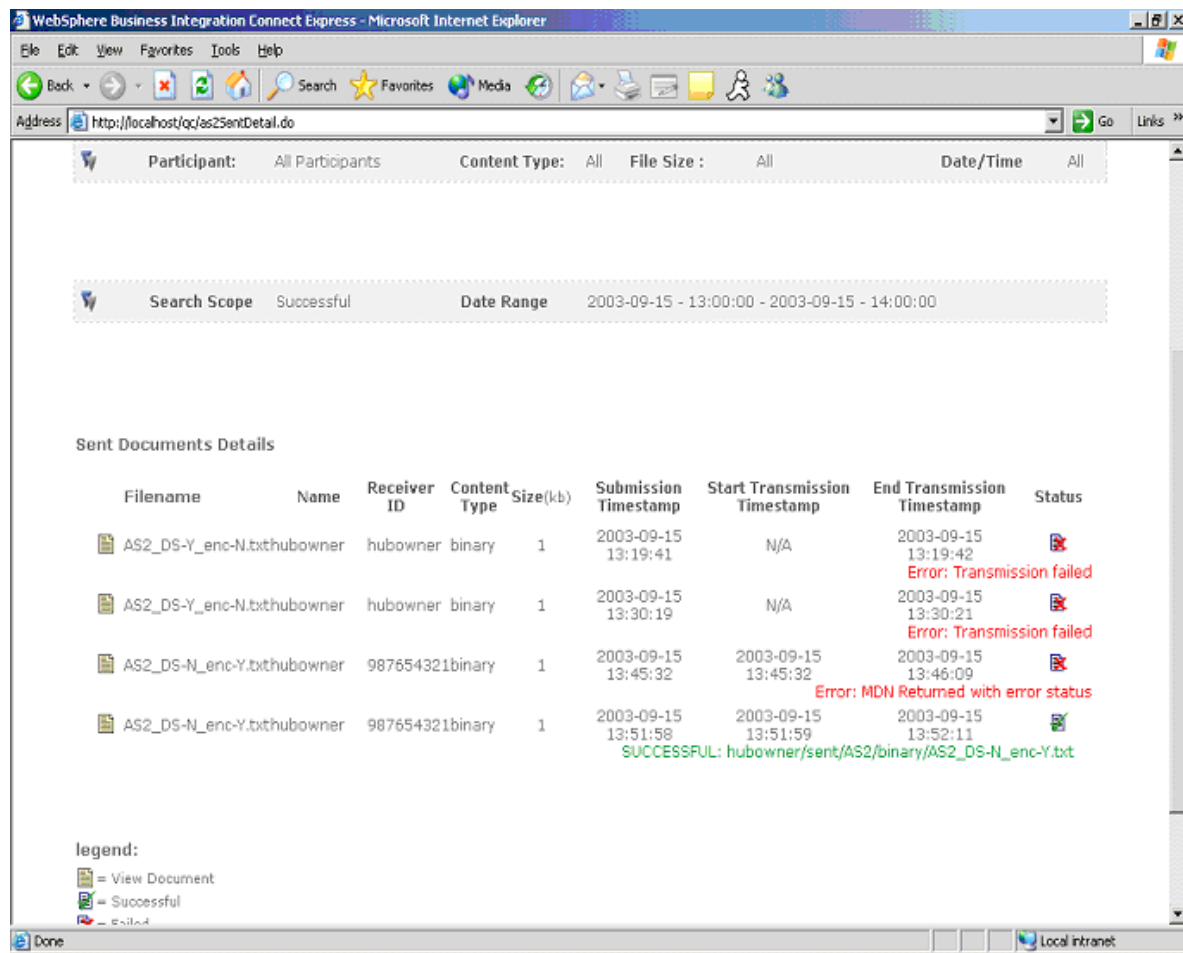 WebSphere Business Integration Connect Express - Microsoft Internet Explorer
File Edit View Favorites Tools Help
Back Search Favorites Media
Address http://localhost/qc/as2SentDetail.do Go Links »
Participant: All Participants Content Type: All File Size : All Date/Time All
Search Scope Successful Date Range 2003-09-15 - 13:00:00 - 2003-09-15 - 14:00:00
Sent Documents Details
Filename Name Receiver ID Content Type Size(kb) Submission Timestamp Start Transmission Timestamp End Transmission Timestamp Status
AS2_DS-Y_enc-N.txt hubowner hubowner binary 1 2003-09-15 13:19:41 N/A 2003-09-15 13:19:42
Error: Transmission failed
AS2_DS-Y_enc-N.txt hubowner hubowner binary 1 2003-09-15 13:30:19 N/A 2003-09-15 13:30:21
Error: Transmission failed
AS2_DS-N_enc-Y.txt hubowner 987654321 binary 1 2003-09-15 13:45:32 2003-09-15 13:45:32 2003-09-15 13:46:09
Error: MDN Returned with error status
AS2_DS-N_enc-Y.txt hubowner 987654321 binary 1 2003-09-15 13:51:58 2003-09-15 13:51:59 2003-09-15 13:52:11
SUCCESSFUL: hubowner/sent/AS2/binary/AS2_DS-N_enc-Y.txt
legend:
= View Document
= Successful
= Failed
Done Local intranet